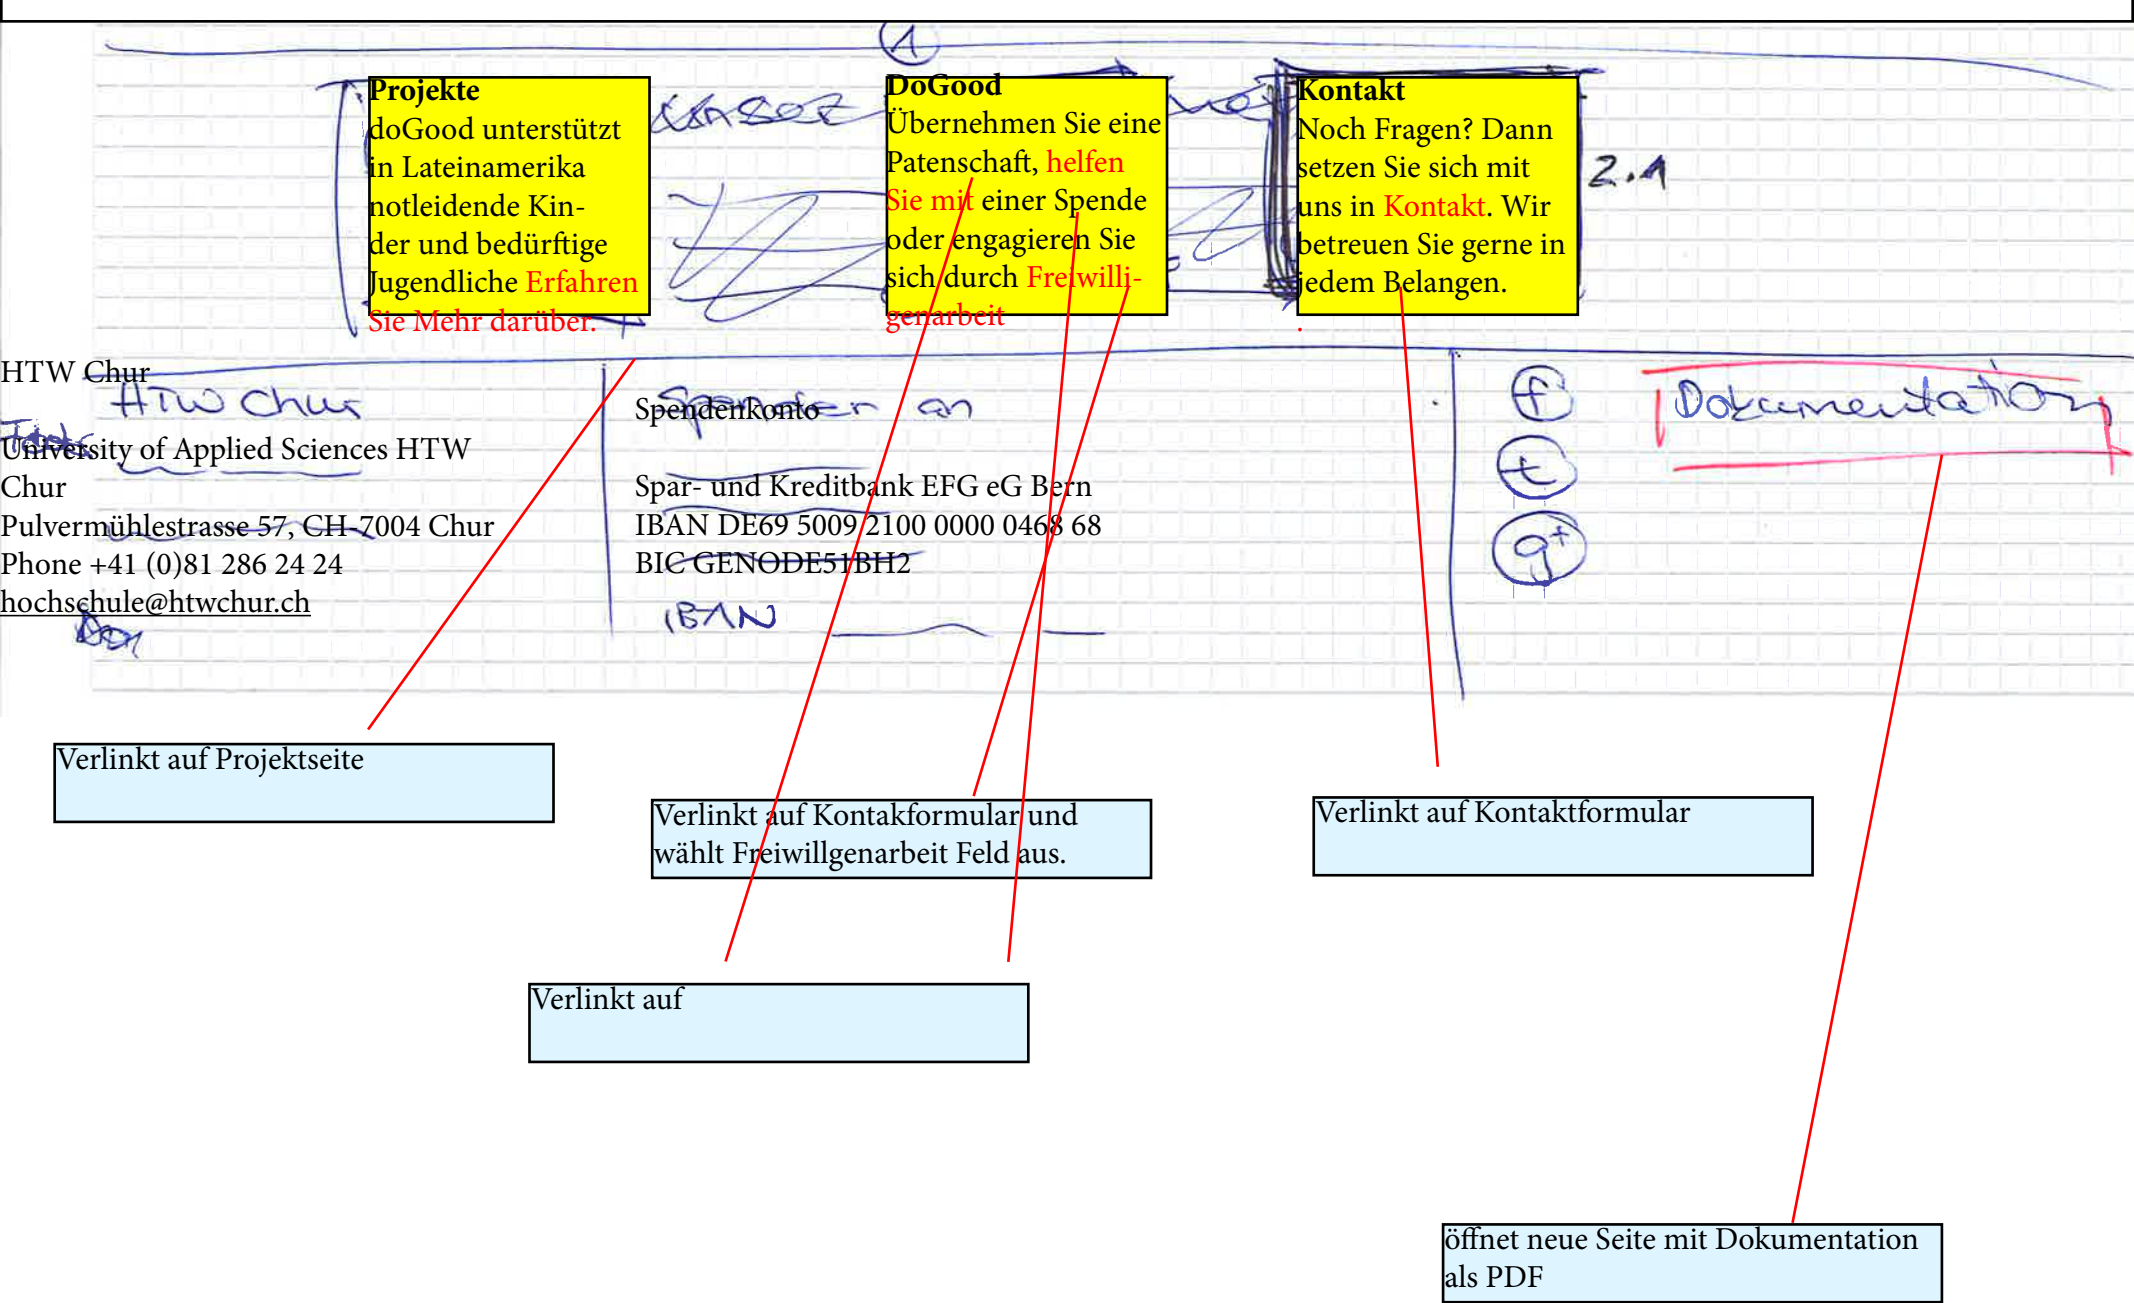 1
Projekte
doGood unterstützt
in Lateinamerika
notleidende Kin-
der und bedürftige
Jugendliche Erfahren
Sie Mehr darüber.
DoGood
Übernehmen Sie eine
Patenschaft, helfen
Sie mit einer Spende
oder engagieren Sie
sich durch Freiwilli-
genarbeit
Kontakt
Noch Fragen? Dann
setzen Sie sich mit
uns in Kontakt. Wir
betreuen Sie gerne in
jedem Belangen.
.
2.1
HTW Chur
HTW Chur
University of Applied Sciences HTW
Chur
Pulvermühlestrasse 57, CH-7004 Chur
Phone +41 (0)81 286 24 24
hochschule@htwchur.ch
Spenden an
Spendenkonto
Spar- und Kreditbank EFG eG Bern
IBAN DE69 5009 2100 0000 0468 68
BIC GENODE51BH2
IBAN
f
t
g+
Dokumentation
Verlinkt auf Projektseite
Verlinkt auf Kontakformular und
wählt Freiwillgenarbeit Feld aus.
Verlinkt auf Kontaktformular
Verlinkt auf
öffnet neue Seite mit Dokumentation
als PDF